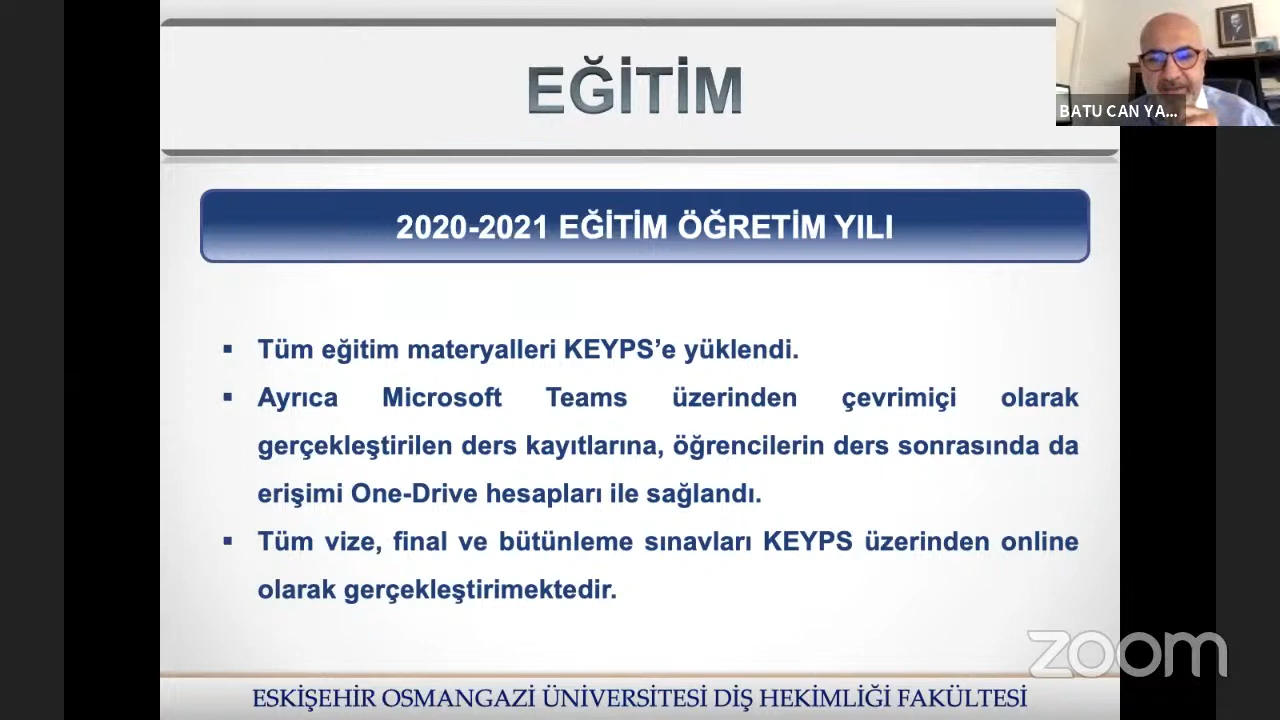 EĞİTİM
BATU CAN YA...
2020-2021 EĞİTİM ÖĞRETİM YILI
▪ Tüm eğitim materyalleri KEYPS’e yüklendi.
▪ Ayrıca Microsoft Teams üzerinden çevrimiçi olarak
gerçekleştirilen ders kayıtlarına, öğrencilerin ders sonrasında da
erişimi One-Drive hesapları ile sağlandı.
▪ Tüm vize, final ve bütünleme sınavları KEYPS üzerinden online
olarak gerçekleştirimektedir.
zoom
ESKİŞEHİR OSMANGAZİ ÜNİVERSİTESİ DİŞ HEKİMLİĞİ FAKÜLTESİ